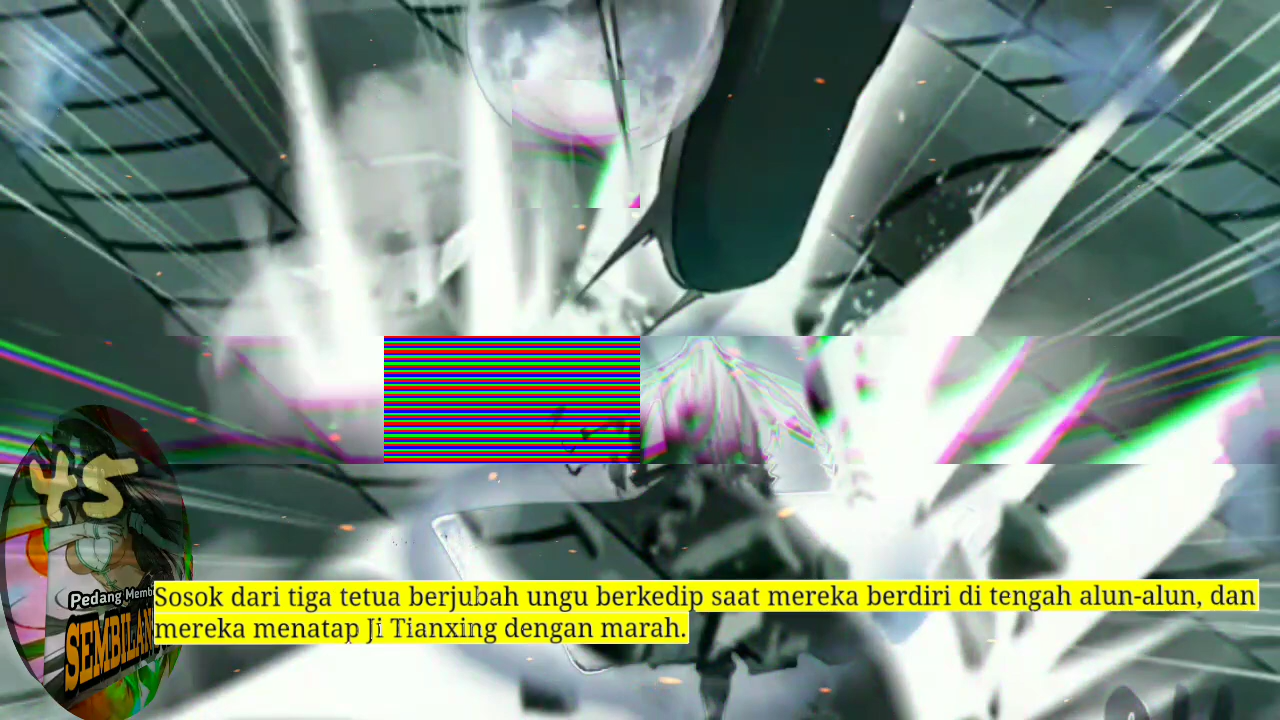 45
Pedang Memb
SEMBILAN
Sosok dari tiga tetua berjubah ungu berkedip saat mereka berdiri di tengah alun-alun, dan
mereka menatap Ji Tianxing dengan marah.